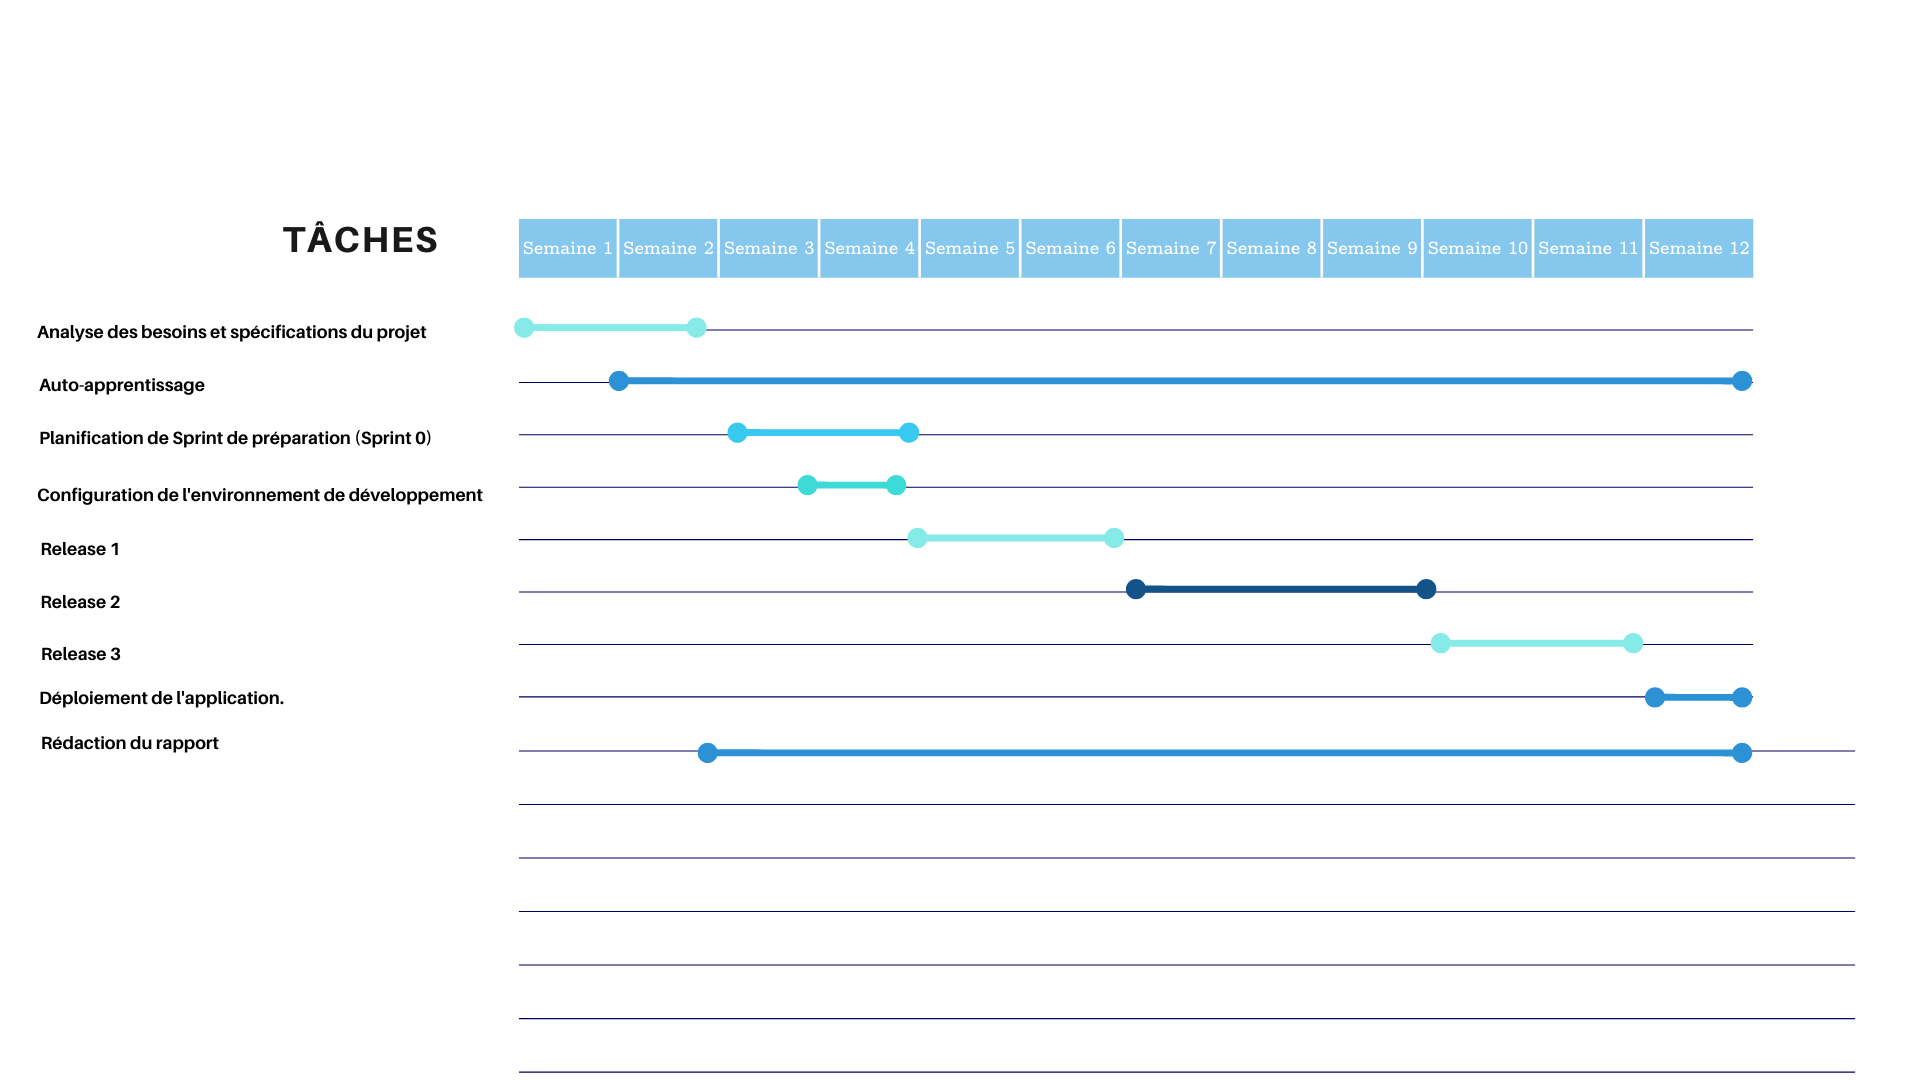 TÂCHES
Semaine 1 Semaine 2 Semaine 3 Semaine 4 Semaine 5 Semaine 6 Semaine 7 Semaine 8 Semaine 9 Semaine 10 Semaine 11 Semaine 12
Analyse des besoins et spécifications du projet
Auto-apprentissage
Planification de Sprint de préparation (Sprint 0)
Configuration de l'environnement de développement
Release 1
Release 2
Release 3
Déploiement de l'application.
Rédaction du rapport